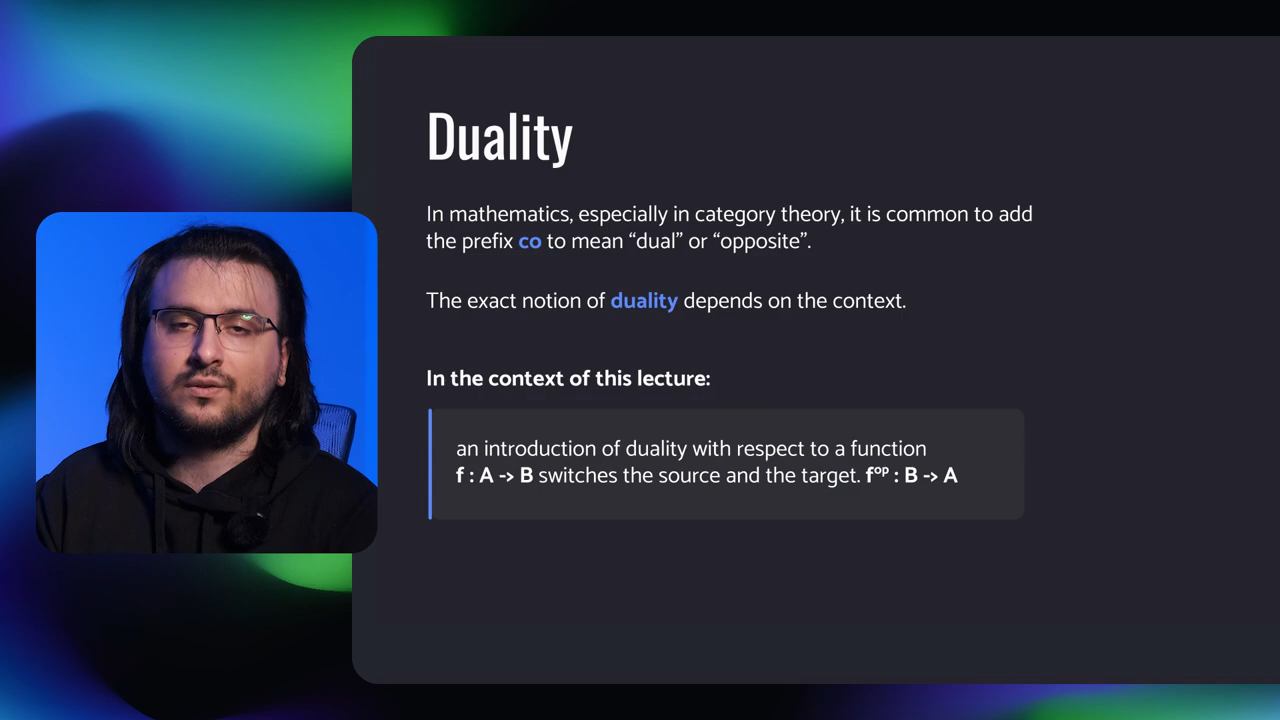 Duality
In mathematics, especially in category theory, it is common to add
the prefix co to mean “dual” or “opposite”.
The exact notion of duality depends on the context.
In the context of this lecture:
an introduction of duality with respect to a function
f : A -> B switches the source and the target. fᵒᵖ : B -> A